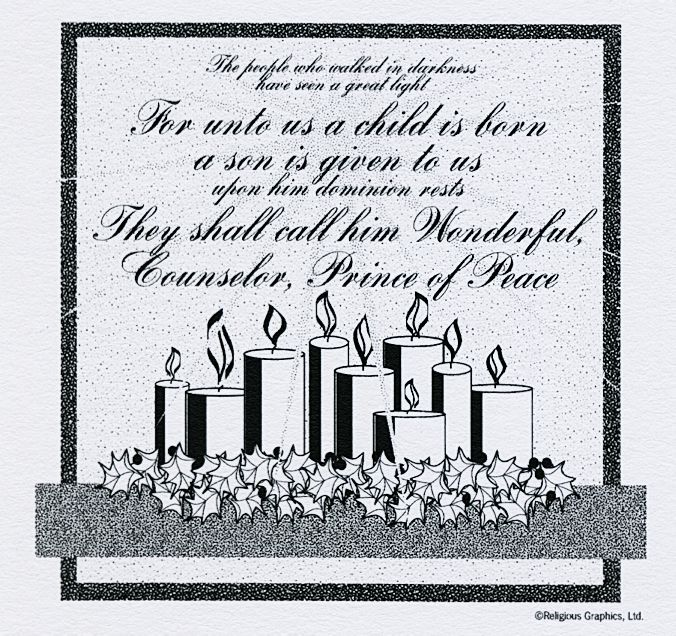 The people who walked in darkness
have seen a great light
For unto us a child is born
a son is given to us
upon him dominion rests
They shall call him Wonderful,
Counselor, Prince of Peace
©Religious Graphics, Ltd.